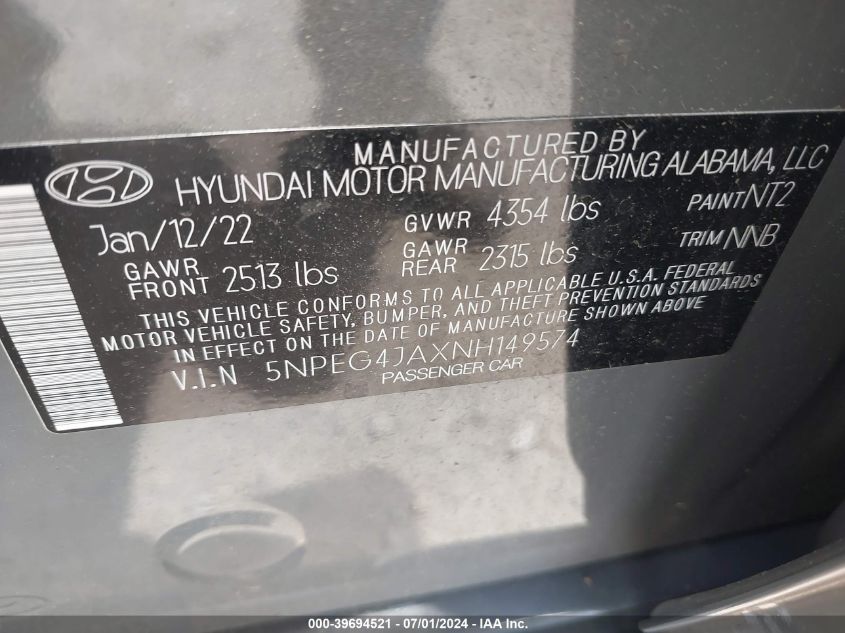 MANUFACTURED BY
HYUNDAI MOTOR MANUFACTURING ALABAMA, LLC
Jan/12/22 GVWR 4354 lbs PAINT NT2
GAWR FRONT 2513 lbs GAWR REAR 2315 lbs TRIM NNB
THIS VEHICLE CONFORMS TO ALL APPLICABLE U.S.A. FEDERAL
MOTOR VEHICLE SAFETY, BUMPER, AND THEFT PREVENTION STANDARDS
IN EFFECT ON THE DATE OF MANUFACTURE SHOWN ABOVE
V.I.N 5NPEG4JAXNH149574
PASSENGER CAR
000-39694521 - 07/01/2024 - IAA Inc.